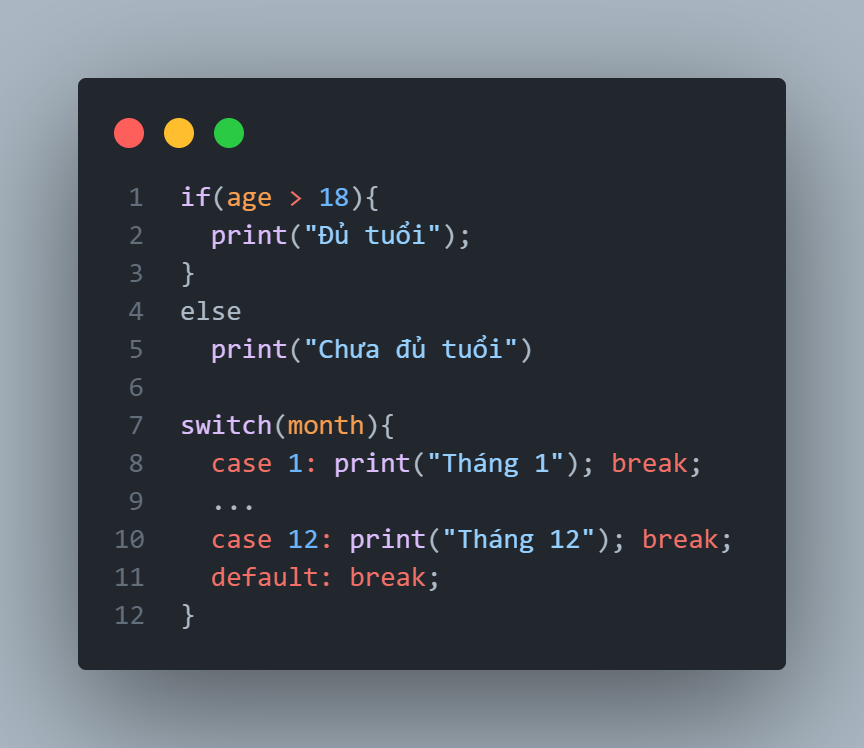 1 if(age > 18){
2   print("Đủ tuổi");
3 }
4 else
5   print("Chưa đủ tuổi")
6
7 switch(month){
8   case 1: print("Tháng 1"); break;
9   ...
10   case 12: print("Tháng 12"); break;
11   default: break;
12 }